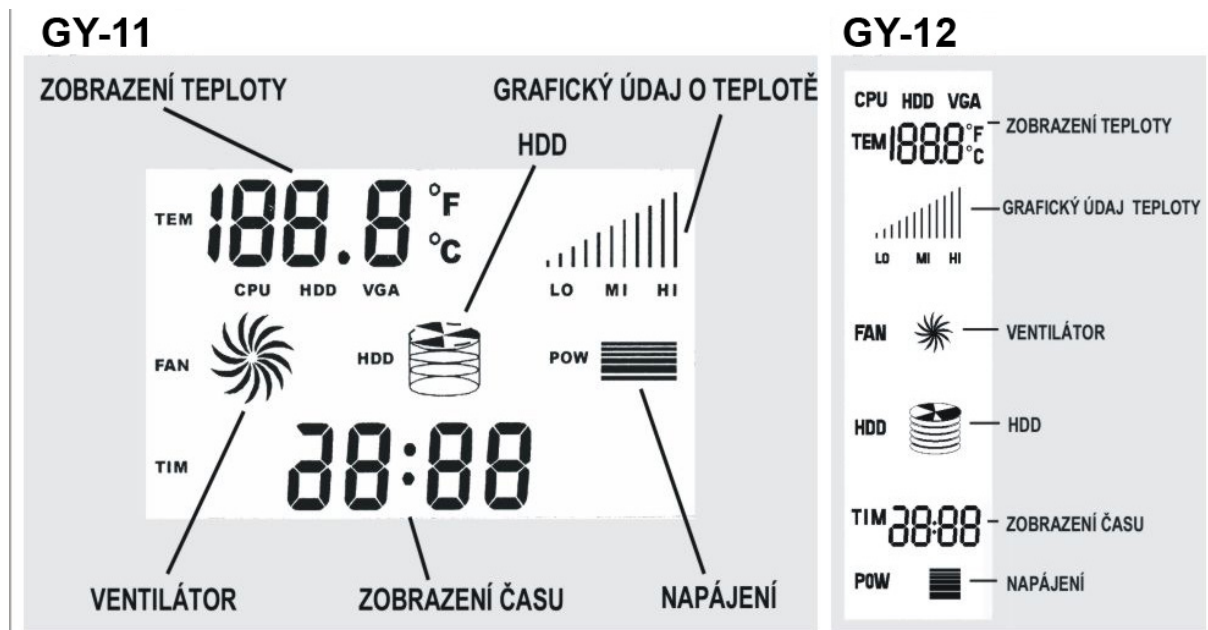 GY-11
ZOBRAZENÍ TEPLOTY
GRAFICKÝ ÚDAJ O TEPLOTĚ
HDD
TEM 188.8 °F
°C
CPU HDD VGA
LO MI HI
FAN
HDD
POW
TIM 28:88
VENTILÁTOR
ZOBRAZENÍ ČASU
NAPÁJENÍ
GY-12
CPU HDD VGA
TEM 188.8 °F
°C
ZOBRAZENÍ TEPLOTY
GRAFICKÝ ÚDAJ TEPLOTY
LO MI HI
FAN
VENTILÁTOR
HDD
HDD
TIM 28:88
ZOBRAZENÍ ČASU
POW
NAPÁJENÍ